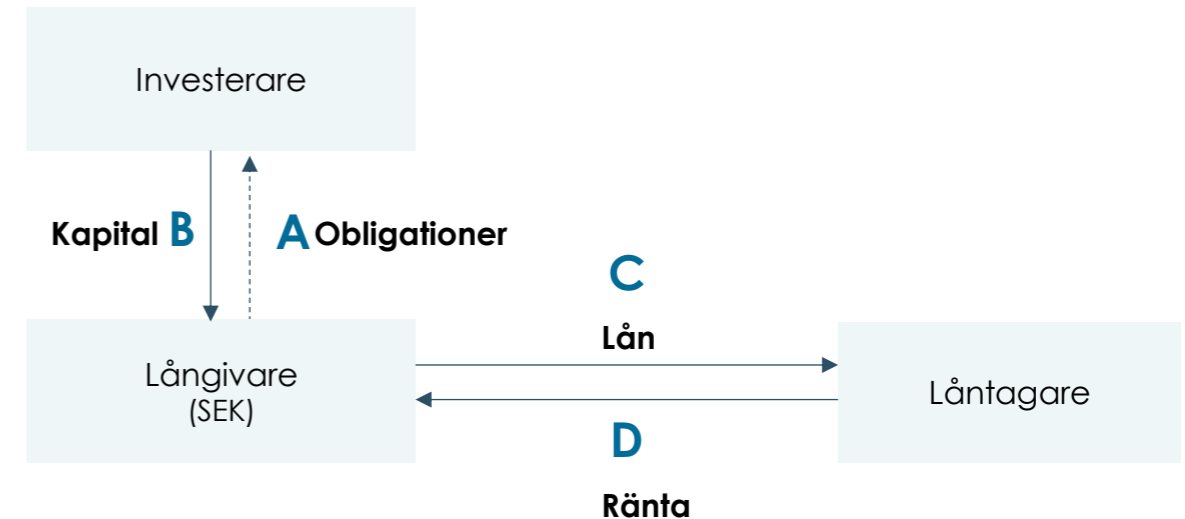 Investerare
Kapital B
A Obligationer
C
Lån
Långivare
(SEK)
Låntagare
D
Ränta